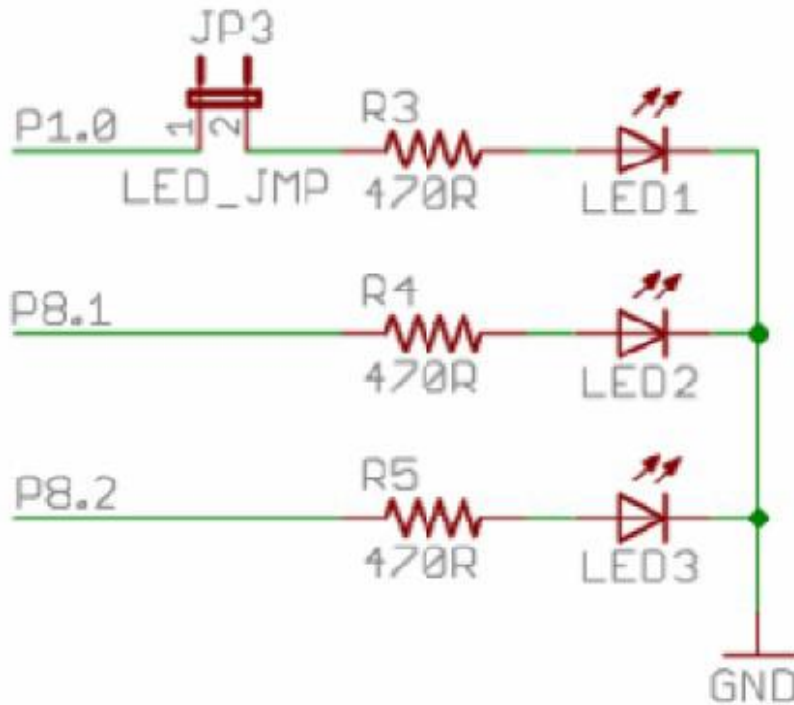 JP3
P1.0
1
2
R3
LED_JMP
470R
LED1
P8.1
R4
470R
LED2
P8.2
R5
470R
LED3
GND